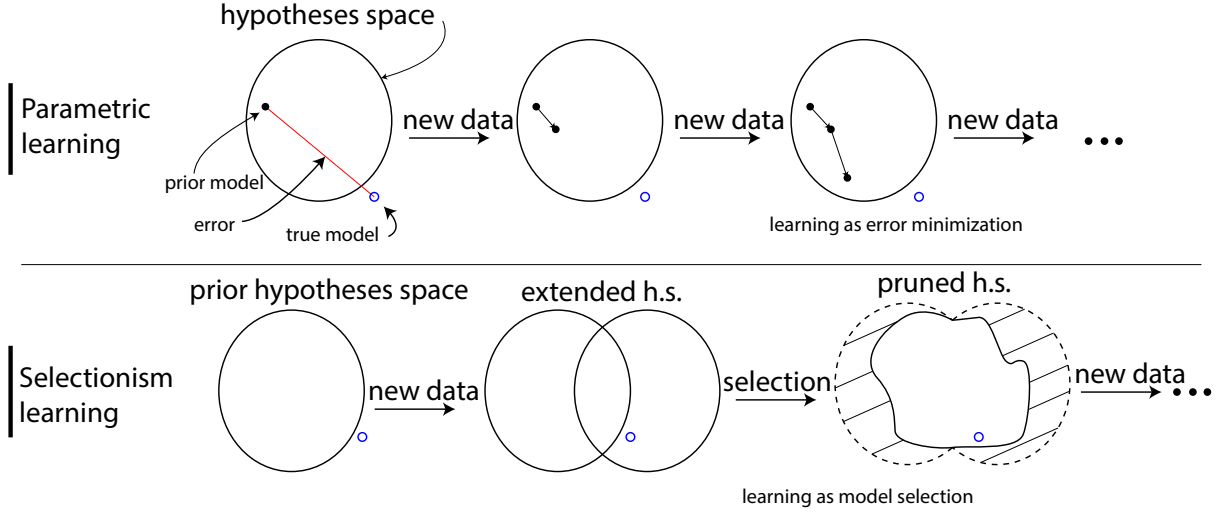 hypotheses space
Parametric
learning
new data
new data
new data
...
prior model
error
true model
learning as error minimization
prior hypotheses space
extended h.s.
pruned h.s.
Selectionism
learning
new data
selection
new data
...
learning as model selection